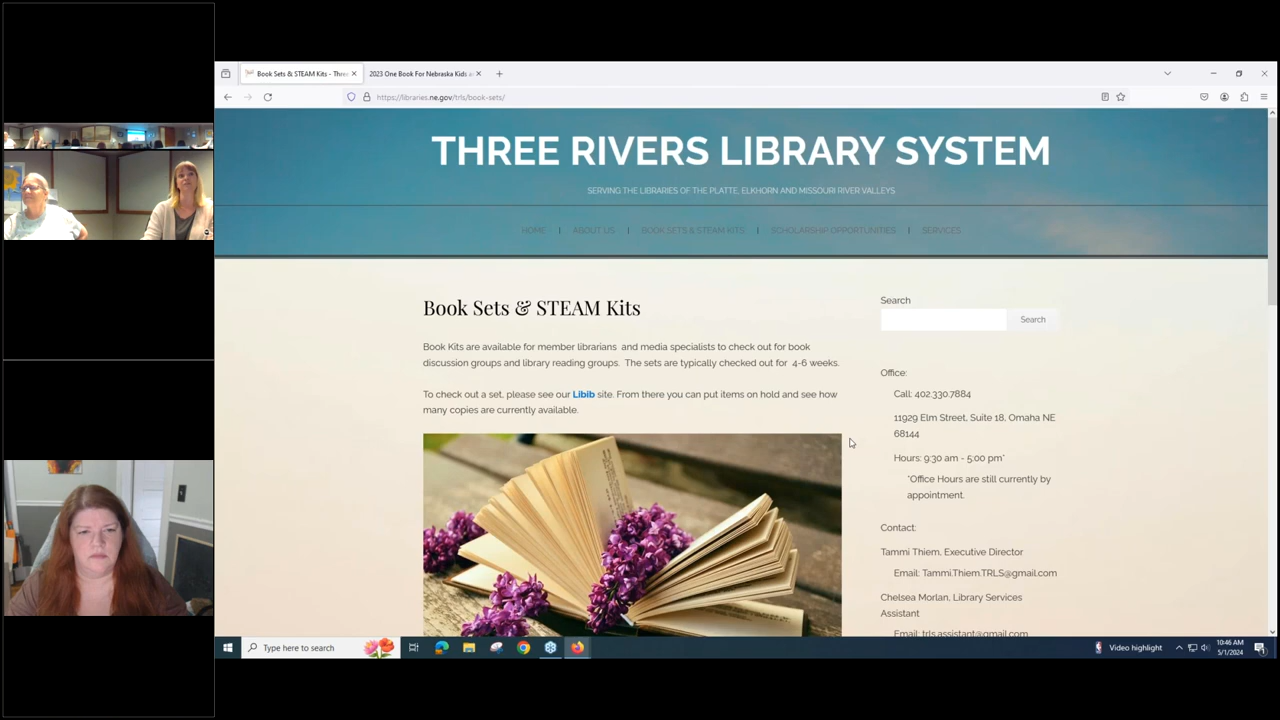 Book Sets & STEAM Kits - Thre
2023 One Book For Nebraska Kids a
https://libraries.ne.gov/trls/book-sets/
THREE RIVERS LIBRARY SYSTEM
SERVING THE LIBRARIES OF THE PLATTE, ELKHORN AND MISSOURI RIVER VALLEYS
HOME | ABOUT US | BOOK SETS & STEAM KITS | SCHOLARSHIP OPPORTUNITIES | SERVICES
Book Sets & STEAM Kits
Book Kits are available for member librarians and media specialists to check out for book
discussion groups and library reading groups. The sets are typically checked out for 4-6 weeks.
To check out a set, please see our Libib site. From there you can put items on hold and see how
many copies are currently available.
Search
Search
Office:
Call: 402.330.7884
11929 Elm Street, Suite 18, Omaha NE
68144
Hours: 9:30 am - 5:00 pm*
*Office Hours are still currently by
appointment.
Contact:
Tammi Thiem, Executive Director
Email: Tammi.Thiem.TRLS@gmail.com
Chelsea Morlan, Library Services
Assistant
Email: trls.assistant@gmail.com
Type here to search
Video highlight
10:46 AM
5/1/2024